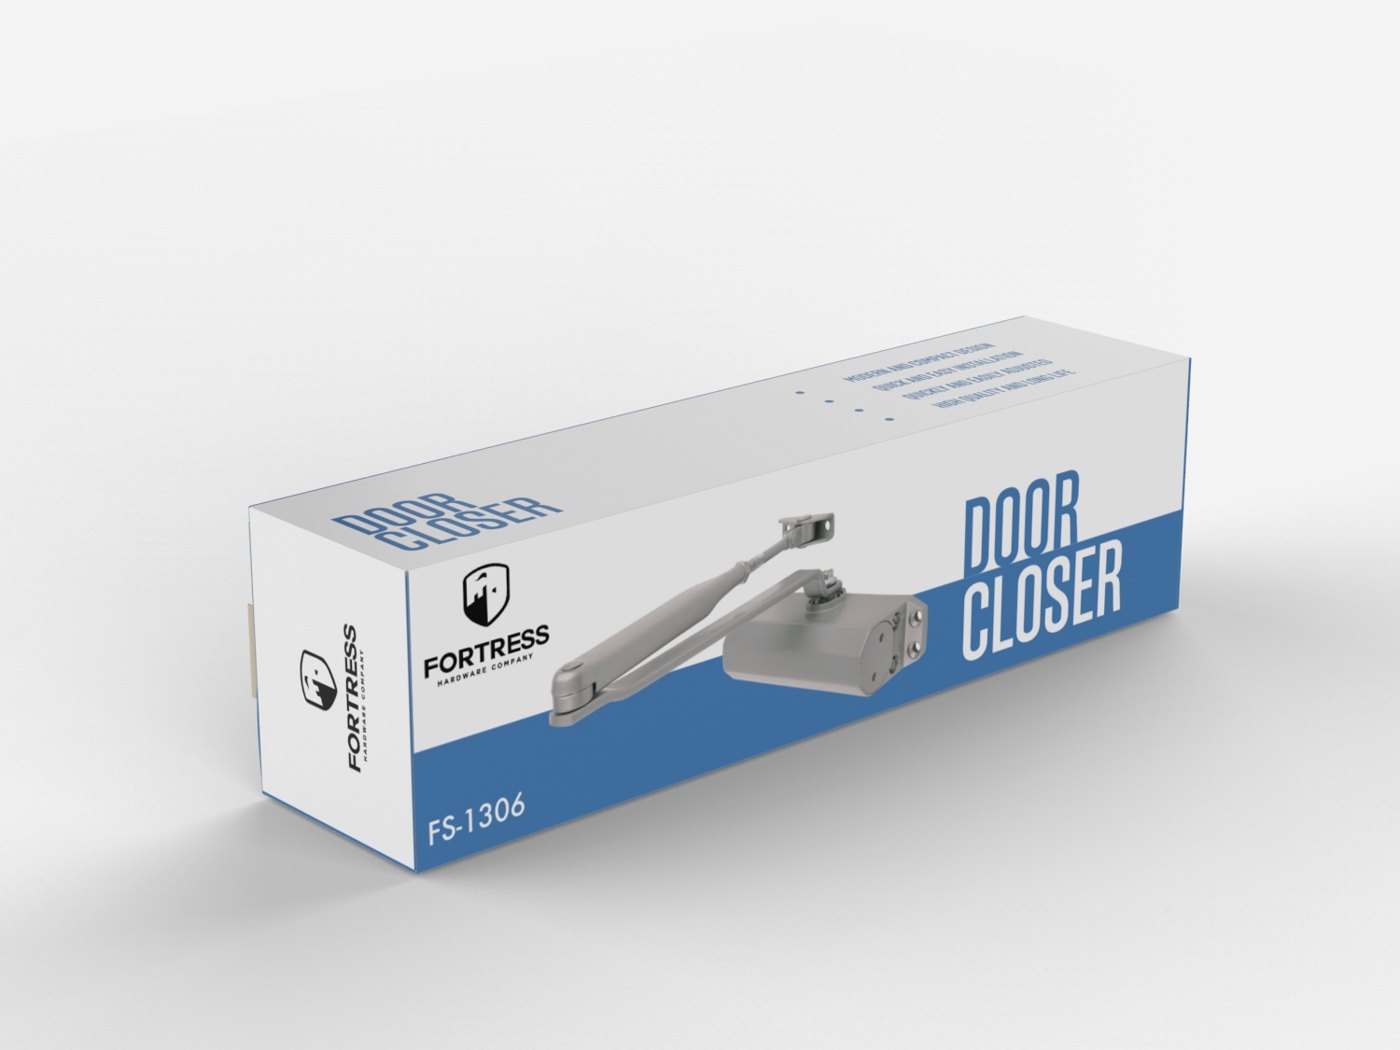 MODERN AND COMPACT DESIGN
QUICK AND EASY INSTALLATION
QUICKLY AND EASILY ADJUSTED
HIGH QUALITY AND LONG LIFE
DOOR
CLOSER
FORTRESS
HARDWARE COMPANY
FORTRESS
HARDWARE COMPANY
DOOR
CLOSER
FS-1306